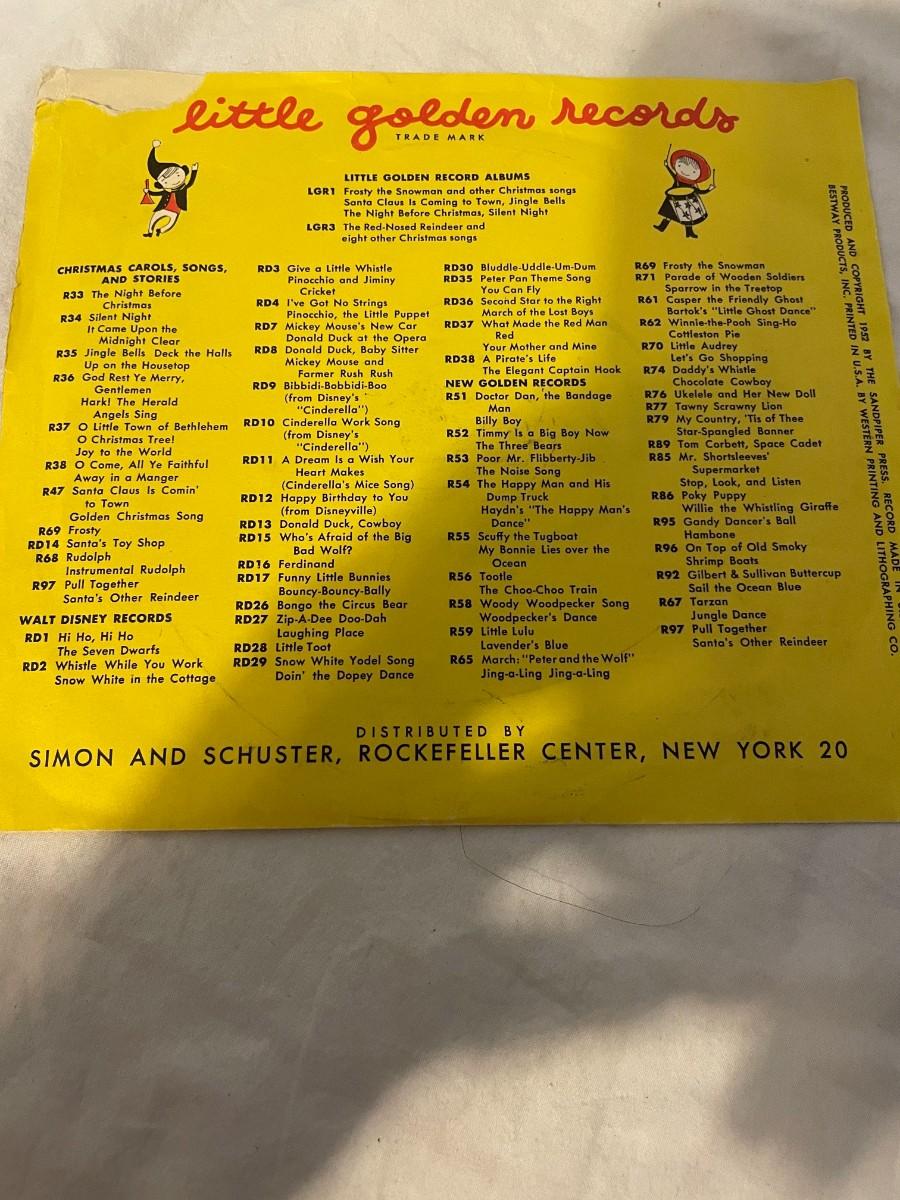 little golden records
TRADE MARK
LITTLE GOLDEN RECORD ALBUMS
LGR1 Frosty the Snowman and other Christmas songs
Santa Claus Is Coming to Town, Jingle Bells
The Night Before Christmas, Silent Night
LGR3 The Red-Nosed Reindeer and
eight other Christmas songs
CHRISTMAS CAROLS, SONGS,
AND STORIES
R33 The Night Before
Christmas
R34 Silent Night
It Came Upon the
Midnight Clear
R35 Jingle Bells Deck the Halls
Up on the Housetop
R36 God Rest Ye Merry,
Gentlemen
Hark! The Herald
Angels Sing
R37 O Little Town of Bethlehem
O Christmas Tree!
Joy to the World
R38 O Come, All Ye Faithful
Away in a Manger
R47 Santa Claus Is Comin'
to Town
Golden Christmas Song
R69 Frosty
RD14 Santa's Toy Shop
R68 Rudolph
Instrumental Rudolph
R97 Pull Together
Santa's Other Reindeer
WALT DISNEY RECORDS
RD1 Hi Ho, Hi Ho
The Seven Dwarfs
RD2 Whistle While You Work
Snow White in the Cottage
RD3 Give a Little Whistle
Pinocchio and Jiminy
Cricket
RD4 I've Got No Strings
Pinocchio, the Little Puppet
RD7 Mickey Mouse's New Car
Donald Duck at the Opera
RD8 Donald Duck, Baby Sitter
Mickey Mouse and
Farmer Rush Rush
RD9 Bibbidi-Bobbidi-Boo
(from Disney's
"Cinderella")
RD10 Cinderella Work Song
(from Disney's
"Cinderella")
RD11 A Dream Is a Wish Your
Heart Makes
(Cinderella's Mice Song)
RD12 Happy Birthday to You
(from Disneyville)
RD13 Donald Duck, Cowboy
RD15 Who's Afraid of the Big
Bad Wolf?
RD16 Ferdinand
RD17 Funny Little Bunnies
Bouncy-Bouncy-Bally
RD26 Bongo the Circus Bear
RD27 Zip-A-Dee Doo-Dah
Laughing Place
RD28 Little Toot
RD29 Snow White Yodel Song
Doin' the Dopey Dance
RD30 Bluddle-Uddle-Um-Dum
RD35 Peter Pan Theme Song
You Can Fly
RD36 Second Star to the Right
March of the Lost Boys
RD37 What Made the Red Man
Red
Your Mother and Mine
RD38 A Pirate's Life
The Elegant Captain Hook
NEW GOLDEN RECORDS
R51 Doctor Dan, the Bandage
Man
Billy Boy
R52 Timmy Is a Big Boy Now
The Three Bears
R53 Poor Mr. Flibberty-Jib
The Noise Song
R54 The Happy Man and His
Dump Truck
Haydn's "The Happy Man's
Dance"
R55 Scuffy the Tugboat
My Bonnie Lies over the
Ocean
R56 Tootle
The Choo-Choo Train
R58 Woody Woodpecker Song
Woodpecker's Dance
R59 Little Lulu
Lavender's Blue
R65 March: "Peter and the Wolf"
Jing-a-Ling Jing-a-Ling
R69 Frosty the Snowman
R71 Parade of Wooden Soldiers
Sparrow in the Treetop
R61 Casper the Friendly Ghost
Bartok's "Little Ghost Dance"
R62 Winnie-the-Pooh Sing-Ho
Cottleston Pie
R70 Little Audrey
Let's Go Shopping
R74 Daddy's Whistle
Chocolate Cowboy
R76 Ukelele and Her New Doll
R77 Tawny Scrawny Lion
R79 My Country, 'Tis of Thee
Star-Spangled Banner
R89 Tom Corbett, Space Cadet
R85 Mr. Shortsleeves'
Supermarket
Stop, Look, and Listen
R86 Poky Puppy
Willie the Whistling Giraffe
R95 Gandy Dancer's Ball
Hambone
R96 On Top of Old Smoky
Shrimp Boats
R92 Gilbert & Sullivan Buttercup
Sail the Ocean Blue
R67 Tarzan
Jungle Dance
R97 Pull Together
Santa's Other Reindeer
PRODUCED AND COPYRIGHT 1952 BY THE SANDPIPER PRESS. RECORD MADE IN
BESTWAY PRODUCTS, INC. PRINTED IN U.S.A. BY WESTERN PRINTING AND LITHOGRAPHING CO.
DISTRIBUTED BY
SIMON AND SCHUSTER, ROCKEFELLER CENTER, NEW YORK 20